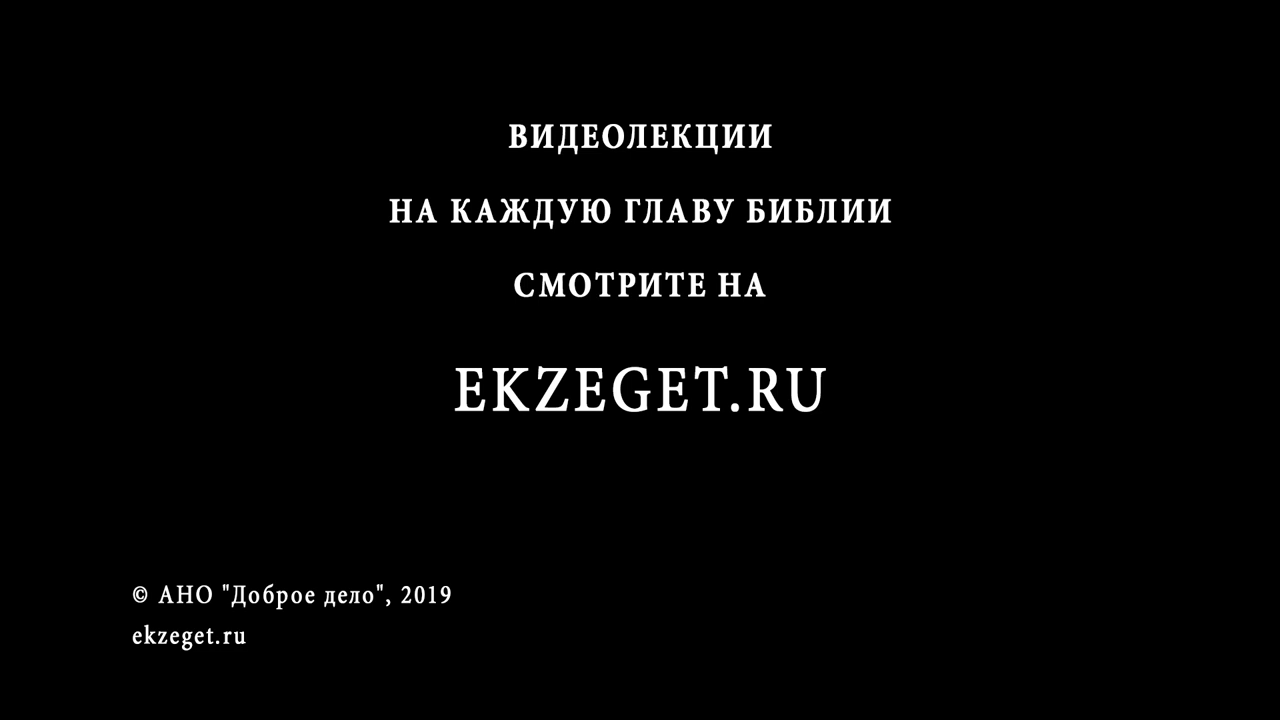 ВИДЕОЛЕКЦИИ
НА КАЖДУЮ ГЛАВУ БИБЛИИ
СМОТРИТЕ НА
EKZEGET.RU
© АНО "Доброе дело", 2019
ekzeget.ru